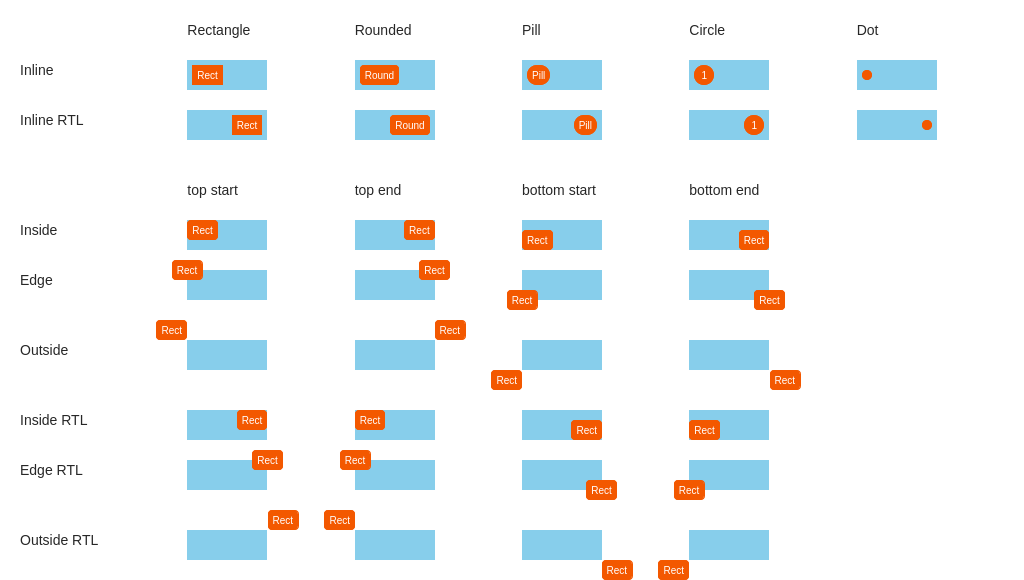 Rectangle Rounded Pill Circle Dot
Inline Rect Round Pill 1
Inline RTL Rect Round Pill 1
top start top end bottom start bottom end
Inside Rect Rect Rect Rect
Edge Rect Rect Rect Rect
Outside Rect Rect Rect Rect
Inside RTL Rect Rect Rect Rect
Edge RTL Rect Rect Rect Rect
Outside RTL Rect Rect Rect Rect